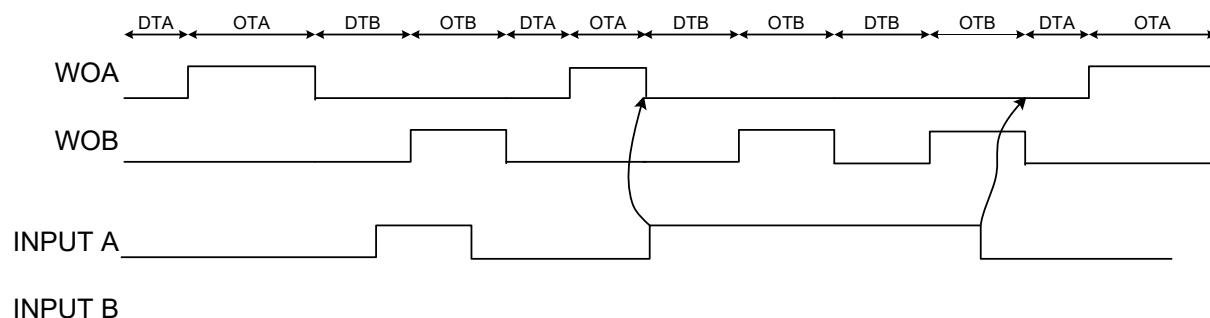 DTA OTA DTB OTB DTA OTA DTB OTB DTB OTB DTA OTA
WOA
WOB
INPUT A
INPUT B